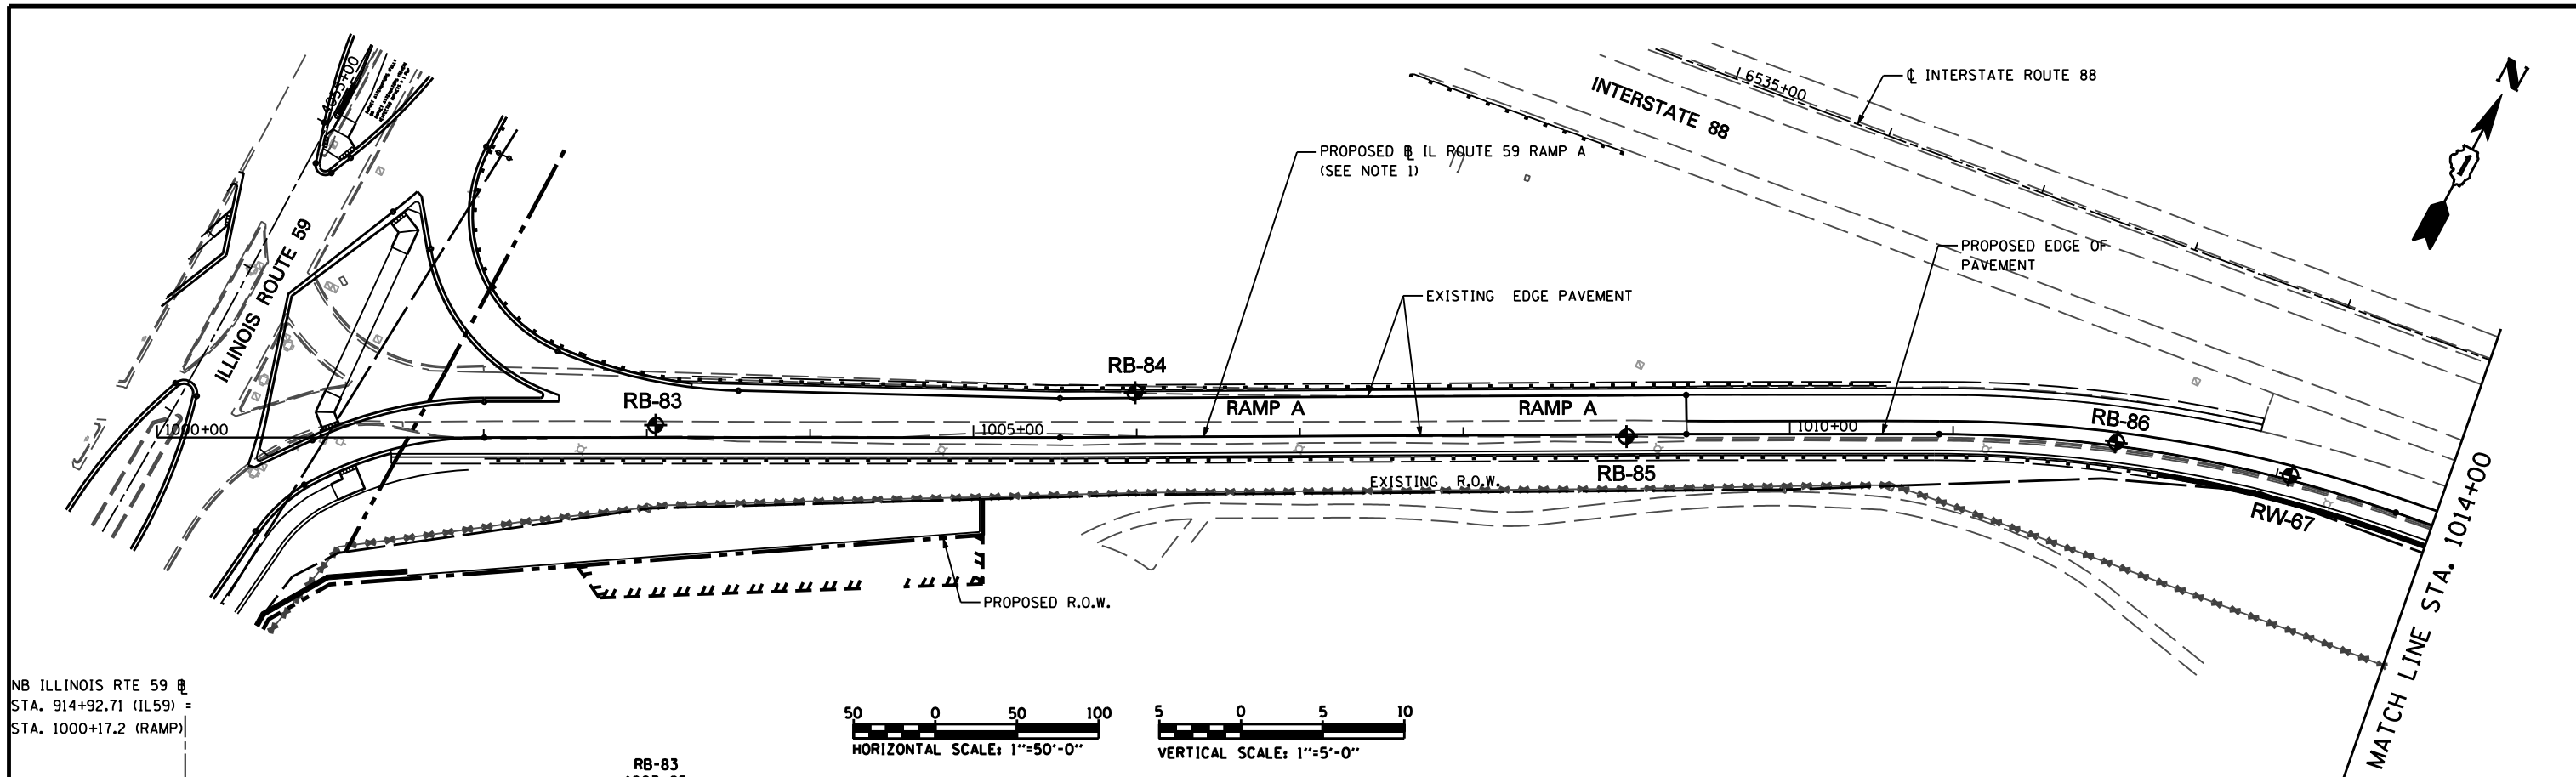 4055+00
6535+00
℄ INTERSTATE ROUTE 88
N
INTERSTATE 88
PROPOSED ⅊ IL ROUTE 59 RAMP A
(SEE NOTE 1)
ILLINOIS ROUTE 59
PROPOSED EDGE OF
PAVEMENT
EXISTING EDGE PAVEMENT
RB-84
RB-83
RAMP A
RAMP A
RB-86
1000+00
1005+00
1010+00
RB-85
EXISTING R.O.W.
RW-67
MATCH LINE STA. 1014+00
PROPOSED R.O.W.
NB ILLINOIS RTE 59 ⅊
STA. 914+92.71 (IL59) =
STA. 1000+17.2 (RAMP)
50 0 50 100
HORIZONTAL SCALE: 1''=50'-0''
5 0 5 10
VERTICAL SCALE: 1''=5'-0''
RB-83